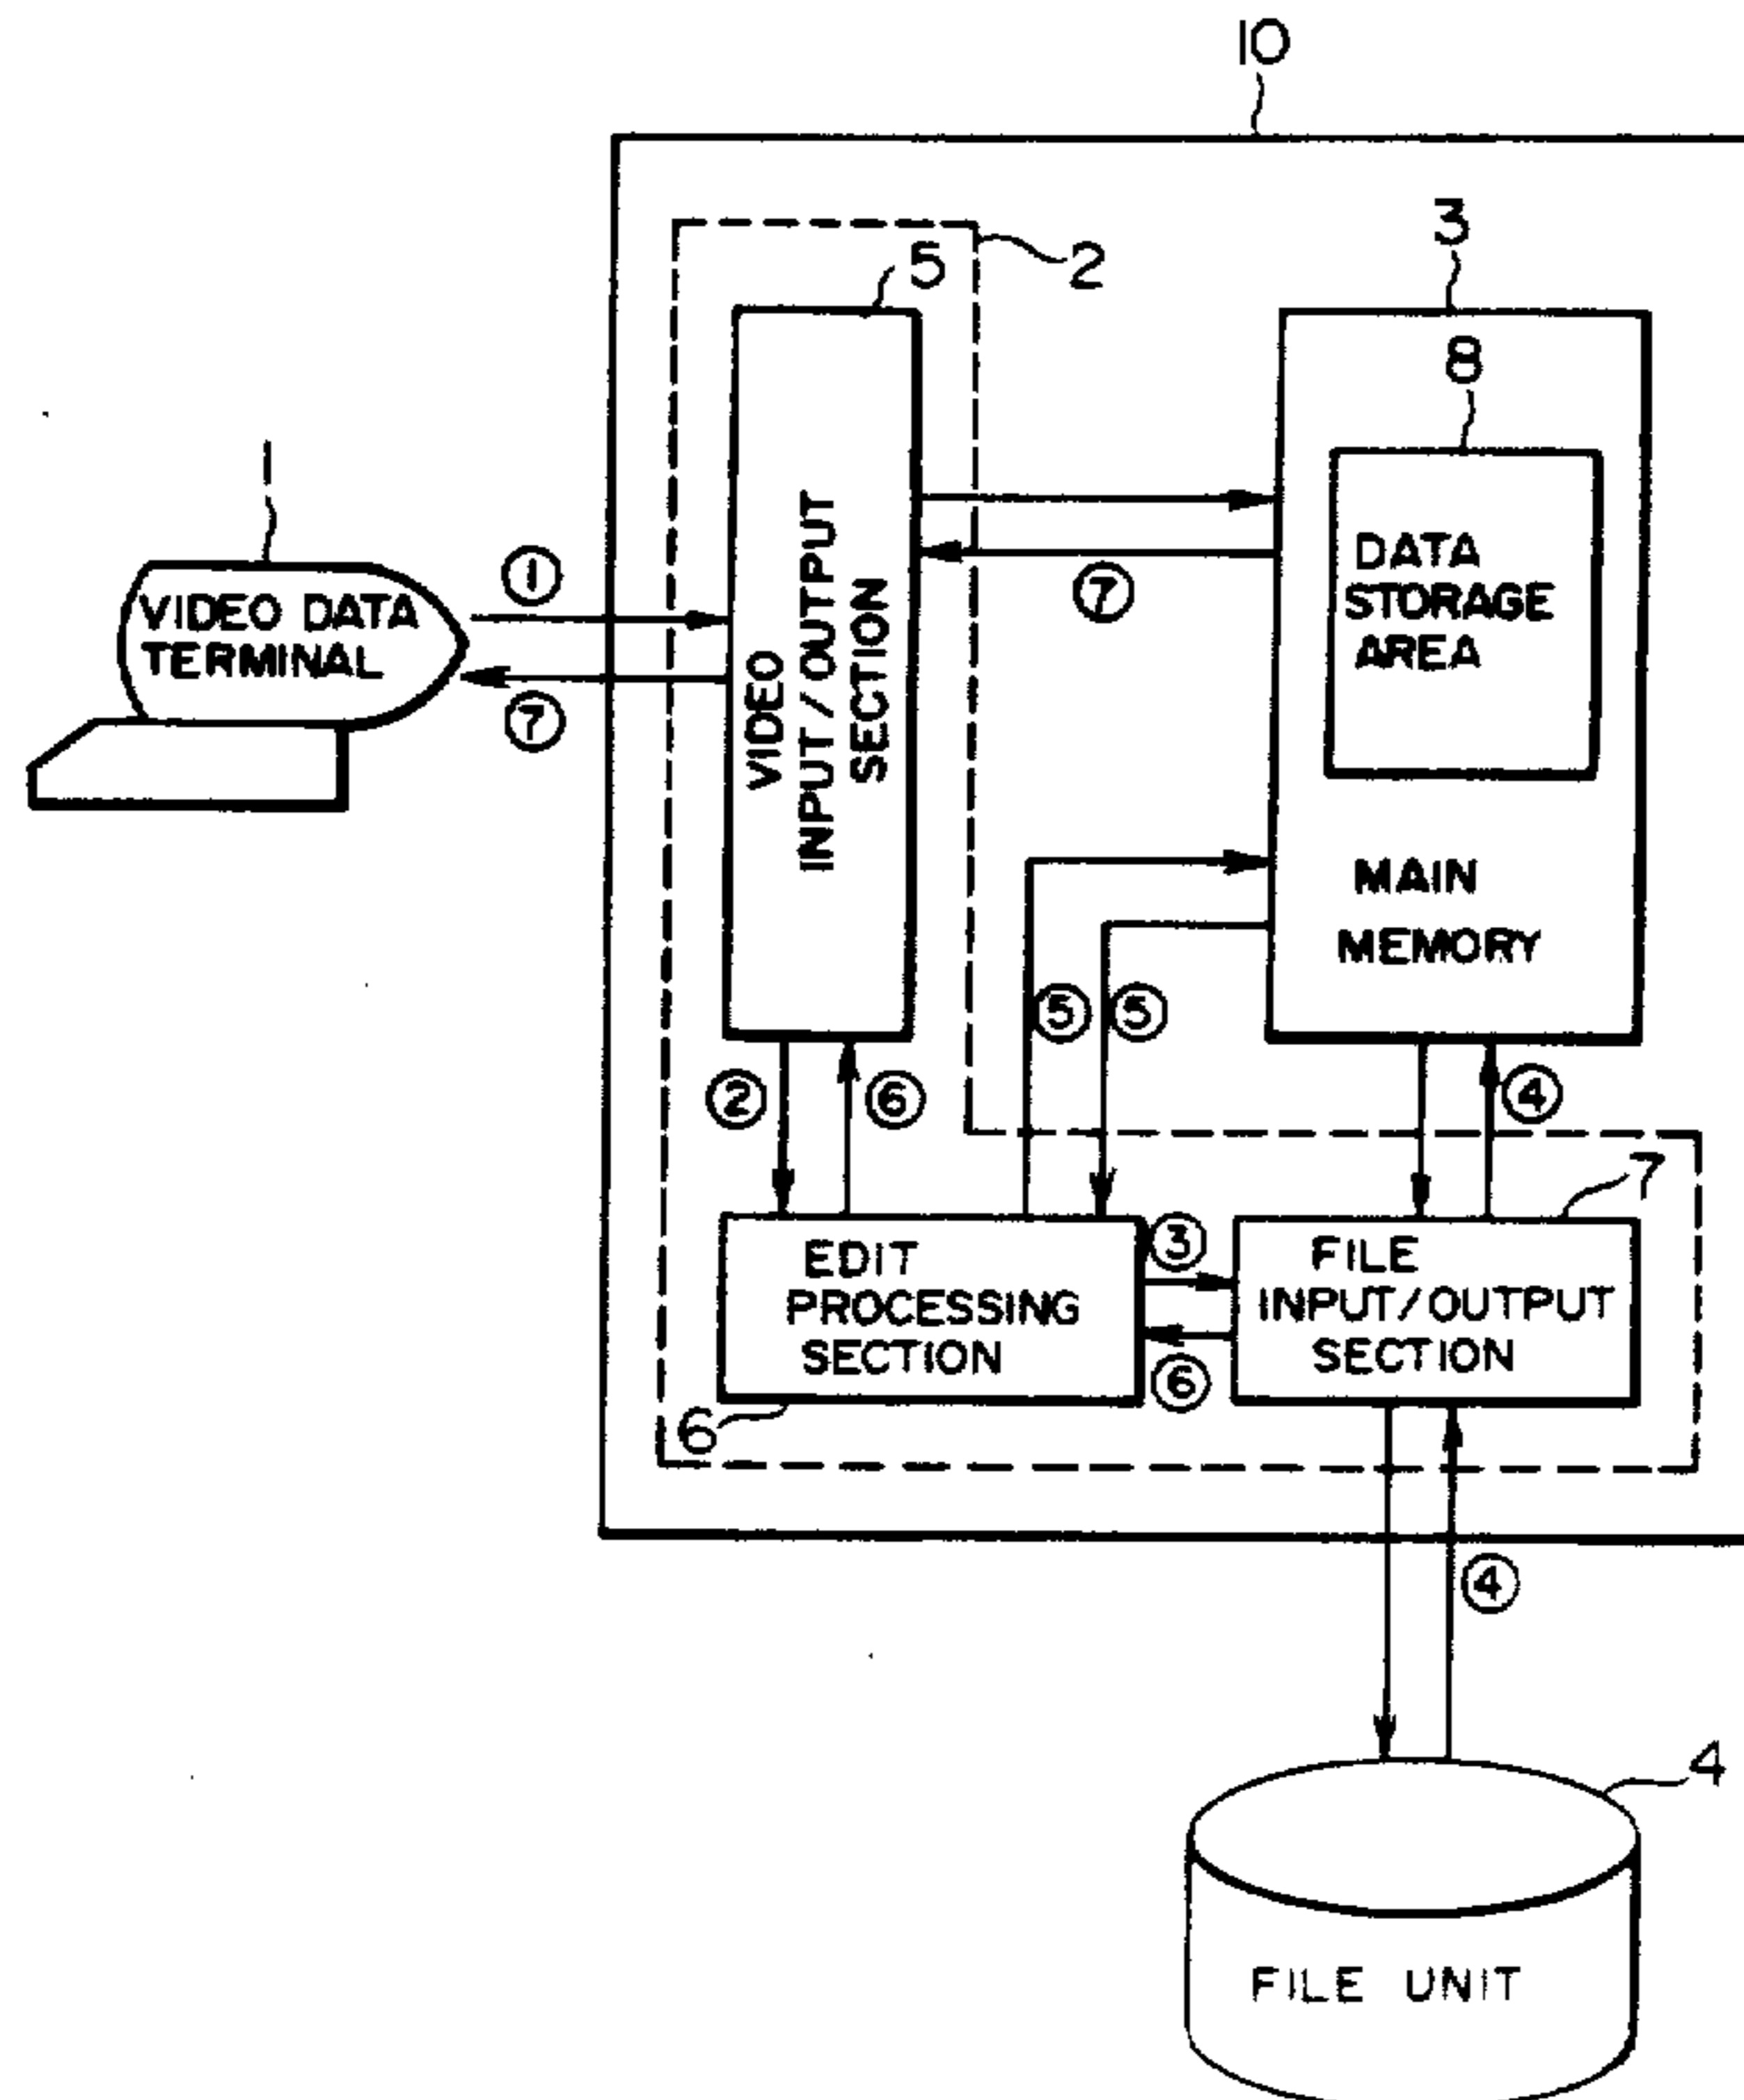 10
2
5
3
8
DATA
STORAGE
AREA
MAIN
MEMORY
1
VIDEO DATA
TERMINAL
①
⑦
VIDEO
INPUT/OUTPUT
SECTION
⑦
⑤
⑤
②
⑥
④
7
EDIT
PROCESSING
SECTION
③
⑥
FILE
INPUT/OUTPUT
SECTION
6
④
4
FILE UNIT